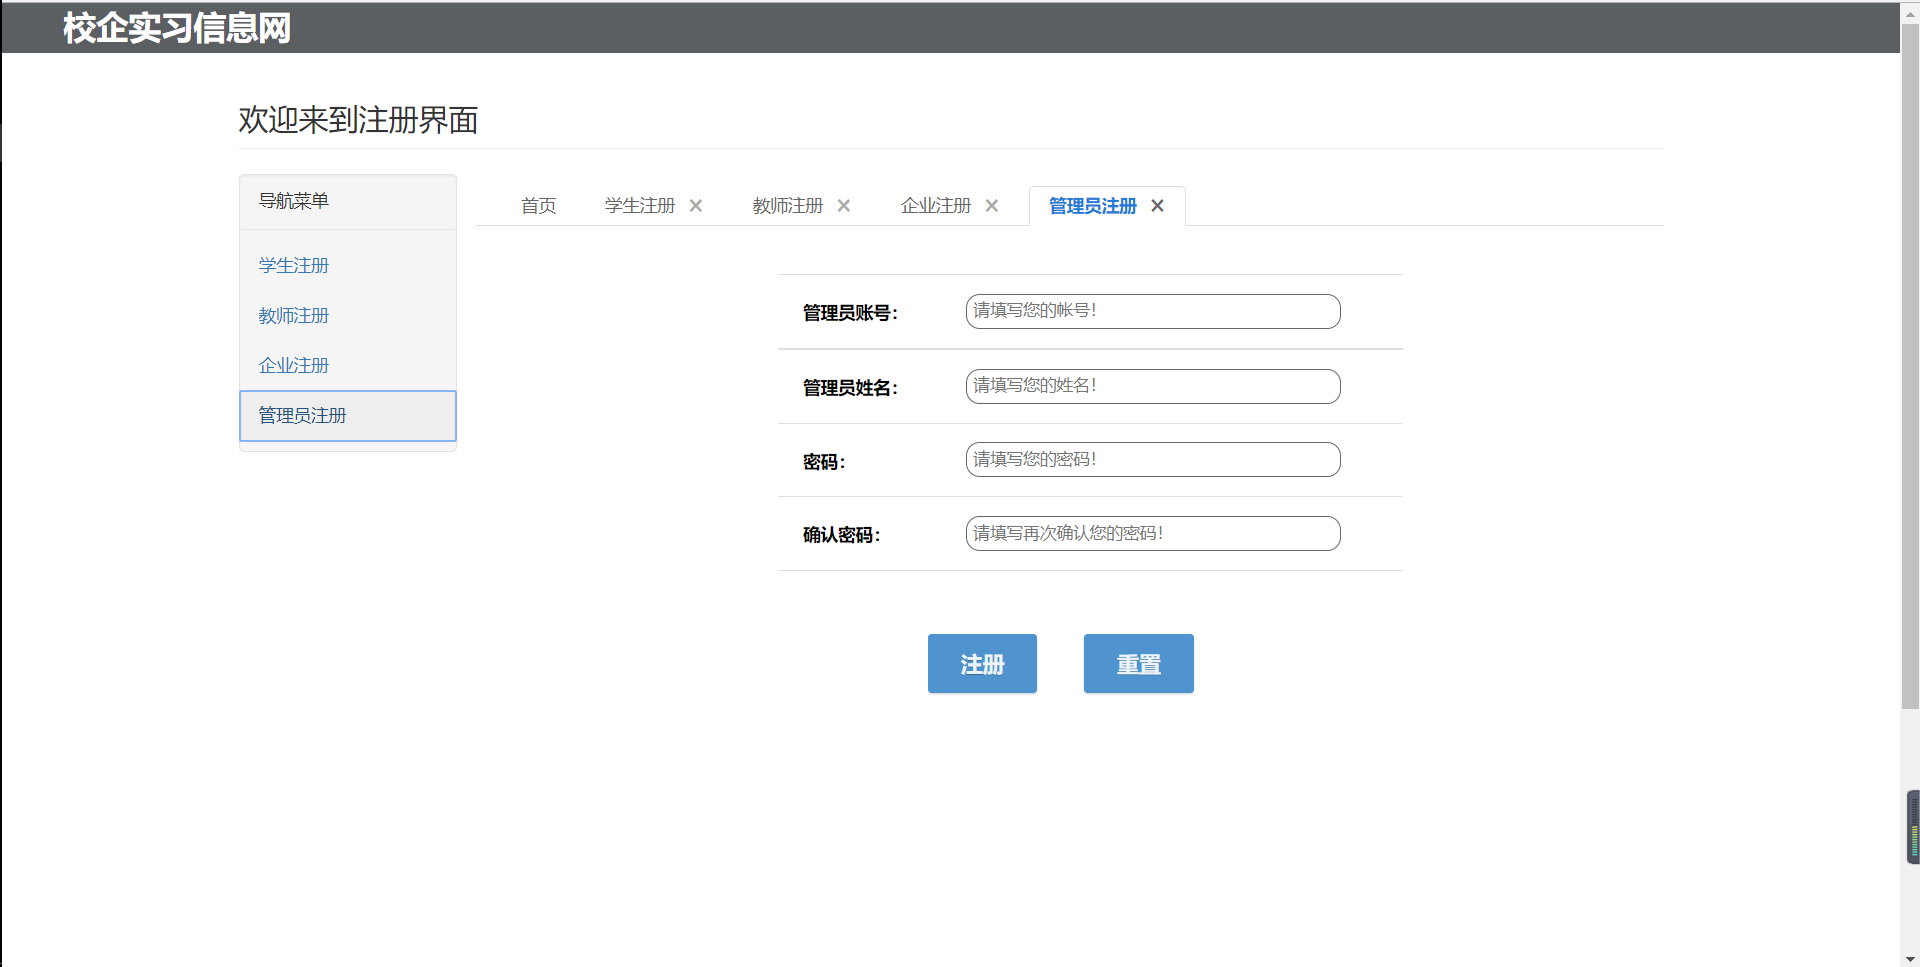 校企实习信息网
欢迎来到注册界面
导航菜单
学生注册
教师注册
企业注册
管理员注册
首页 学生注册 × 教师注册 × 企业注册 × 管理员注册 ×
管理员账号： 请填写您的帐号!
管理员姓名： 请填写您的姓名!
密码： 请填写您的密码!
确认密码： 请填写再次确认您的密码!
注册 重置